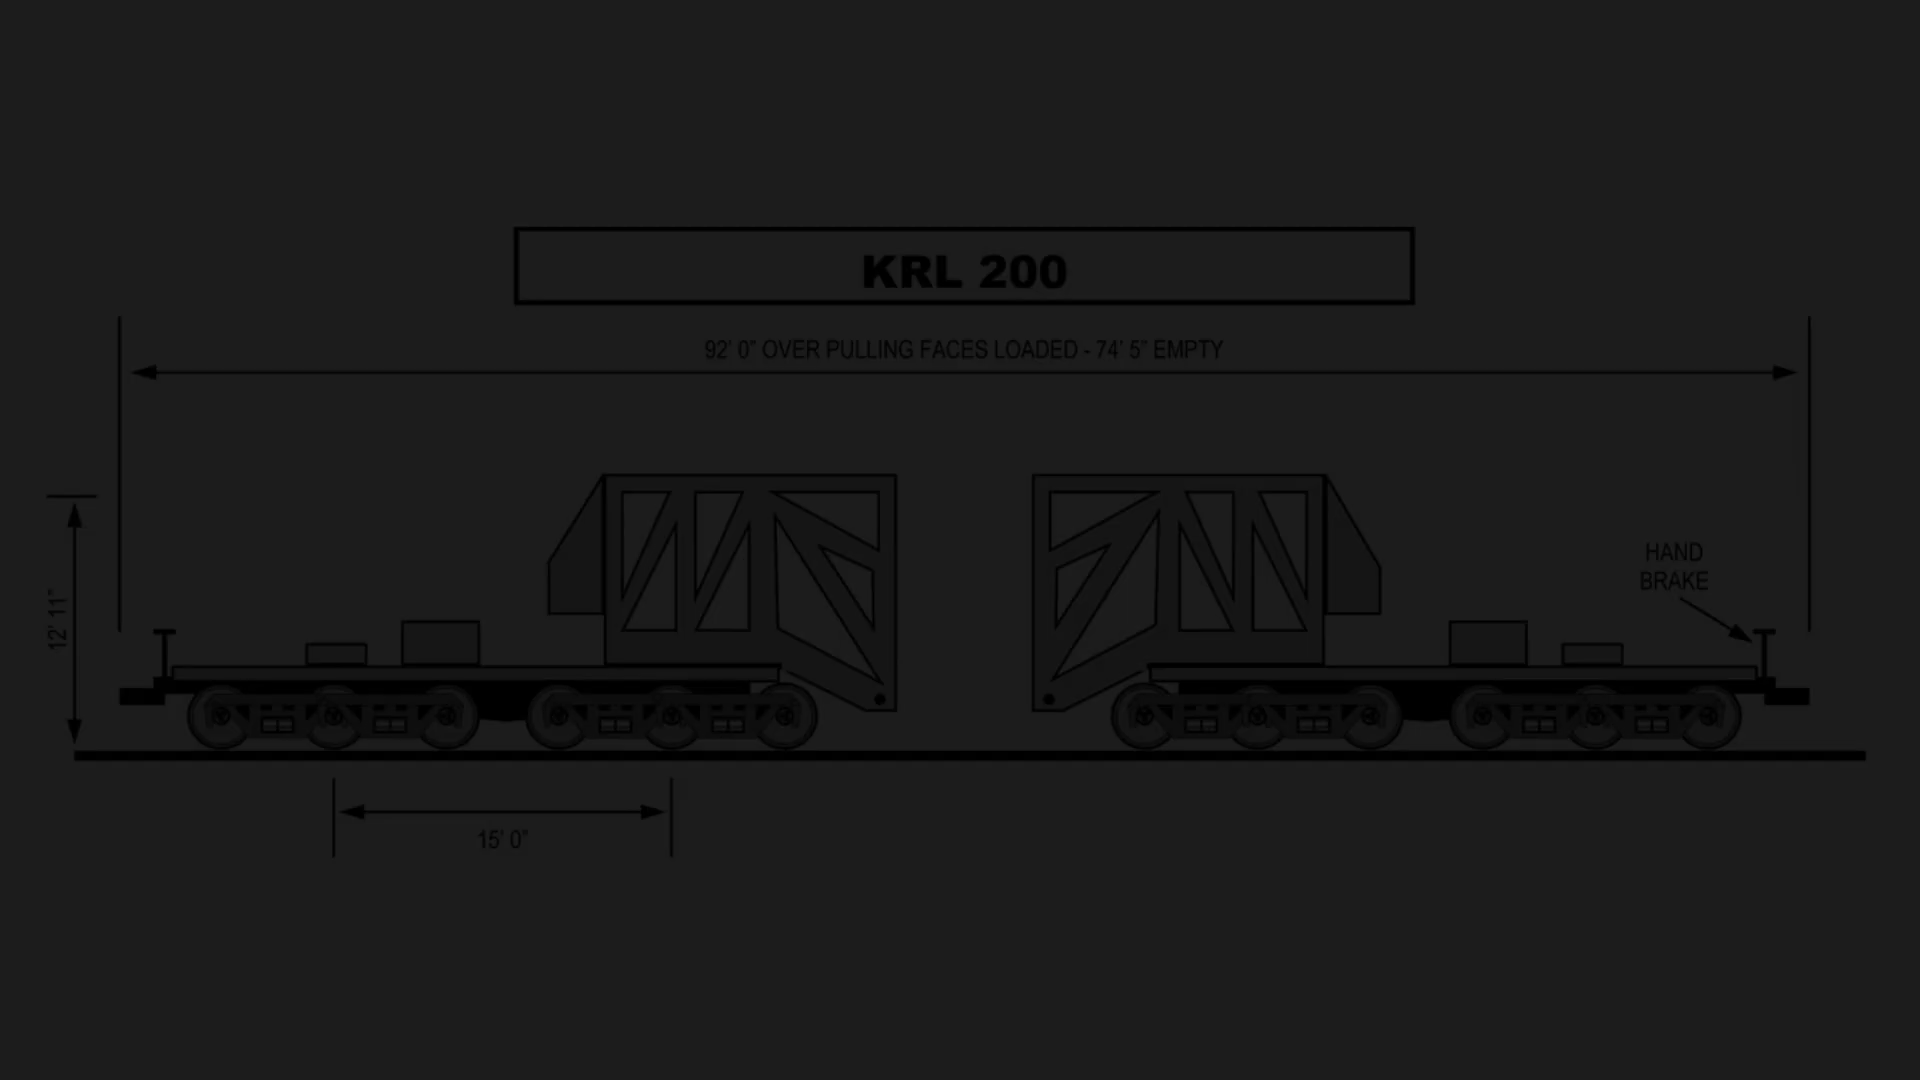 KRL 200
92' 0" OVER PULLING FACES LOADED - 74' 5" EMPTY
HAND
BRAKE
12' 11"
15' 0"